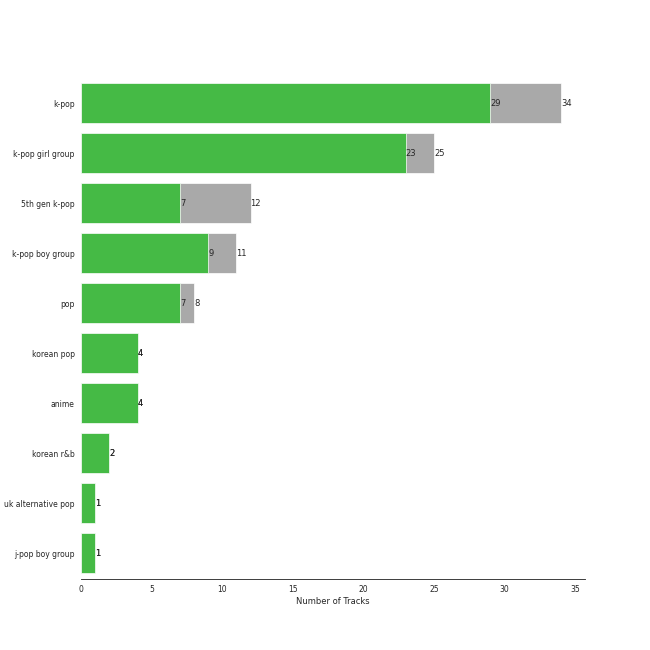 k-pop 29 34
k-pop girl group 23 25
5th gen k-pop 7 12
k-pop boy group 9 11
pop 7 8
korean pop 4
anime 4
korean r&b 2
uk alternative pop 1
j-pop boy group 1
0 5 10 15 20 25 30 35
Number of Tracks